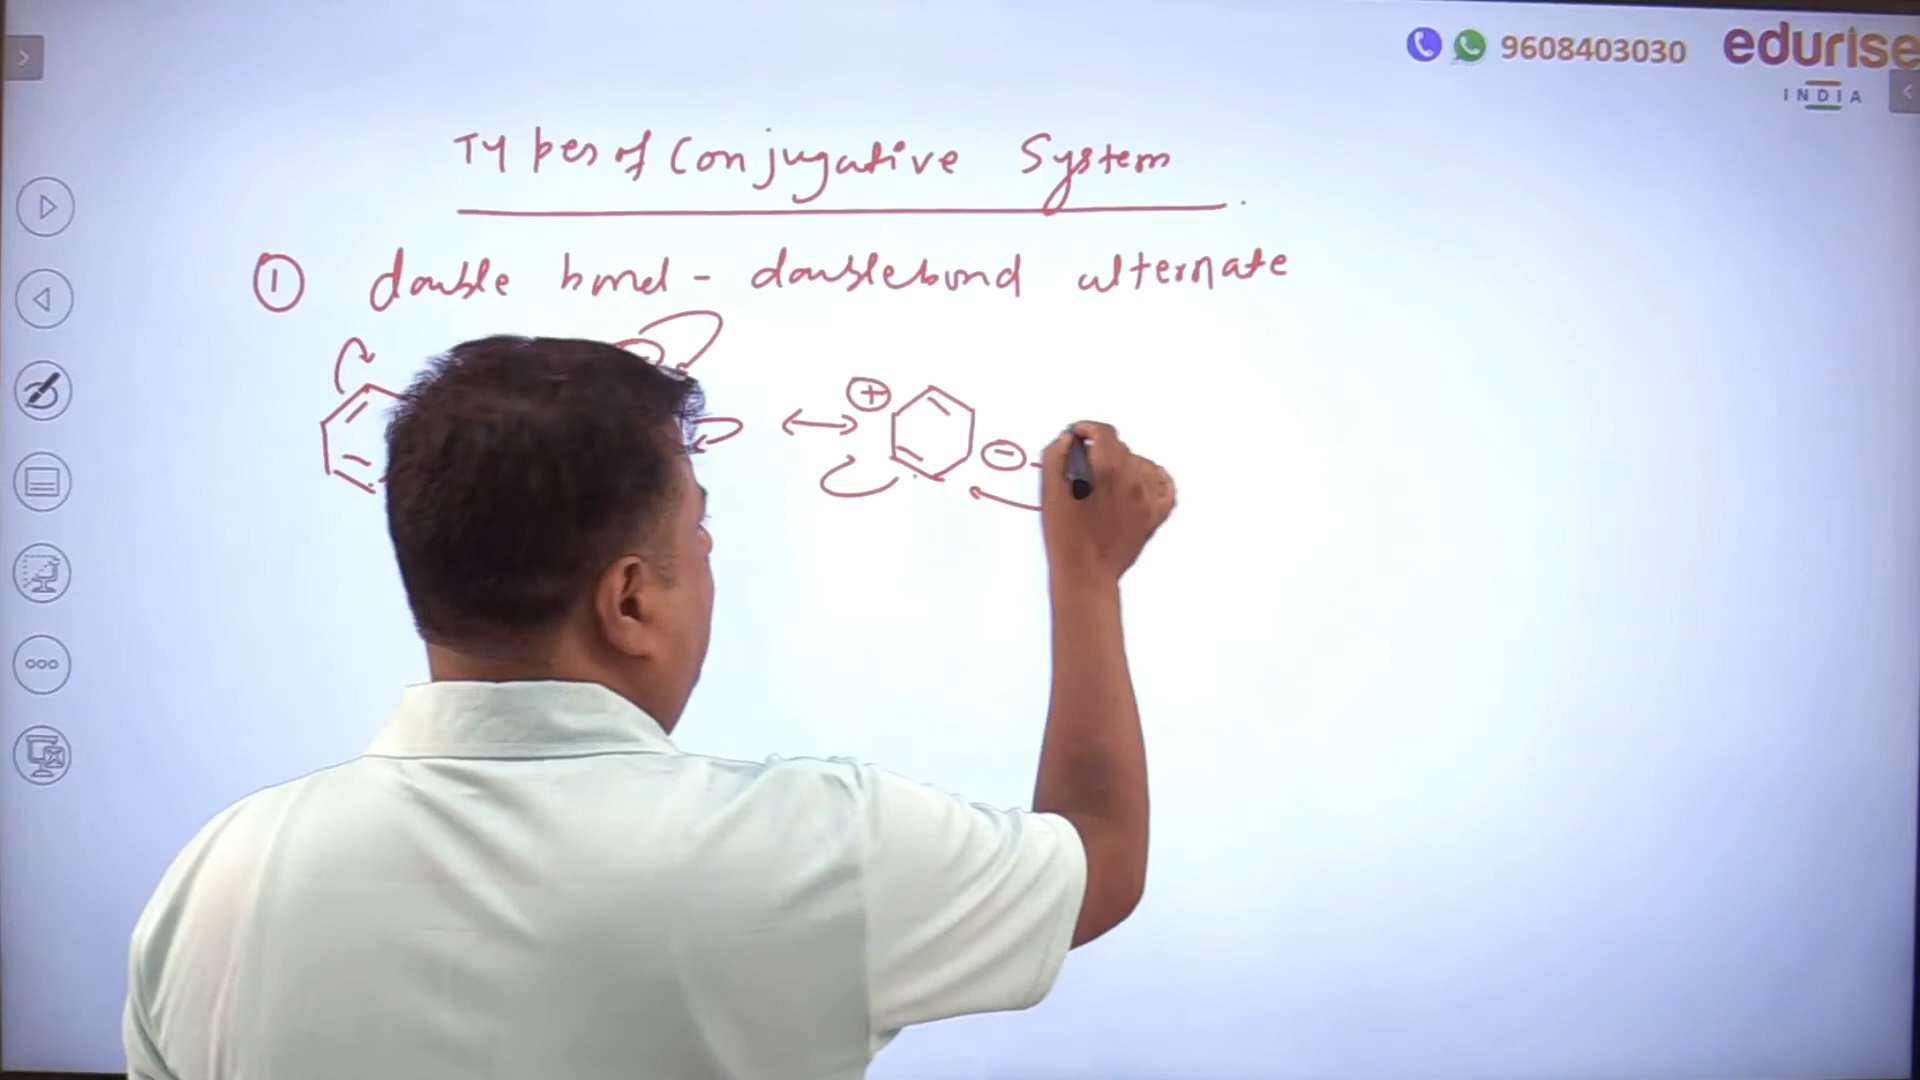 9608403030
edurise
INDIA
Types of Conjugative System
① double bond - doublebond alternate
⊕
⊖